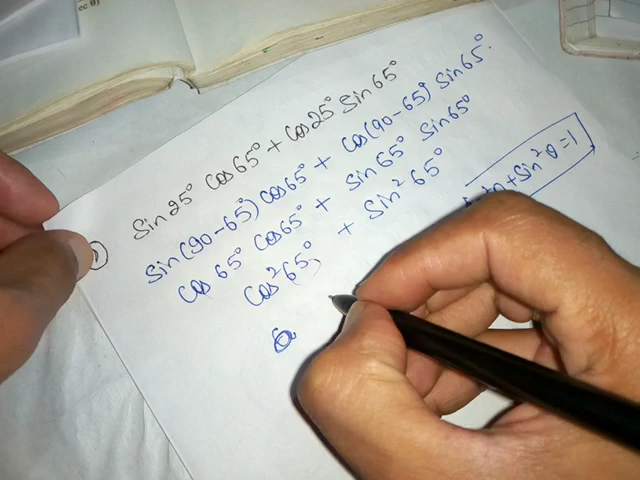 sin 25° cos 65° + cos 25° sin 65°
sin(90-65°) cos 65° + cos(90-65°) sin 65°.
cos 65° cos 65° + sin 65° sin 65°
cos² 65° + sin² 65°
+ sin² θ = 1